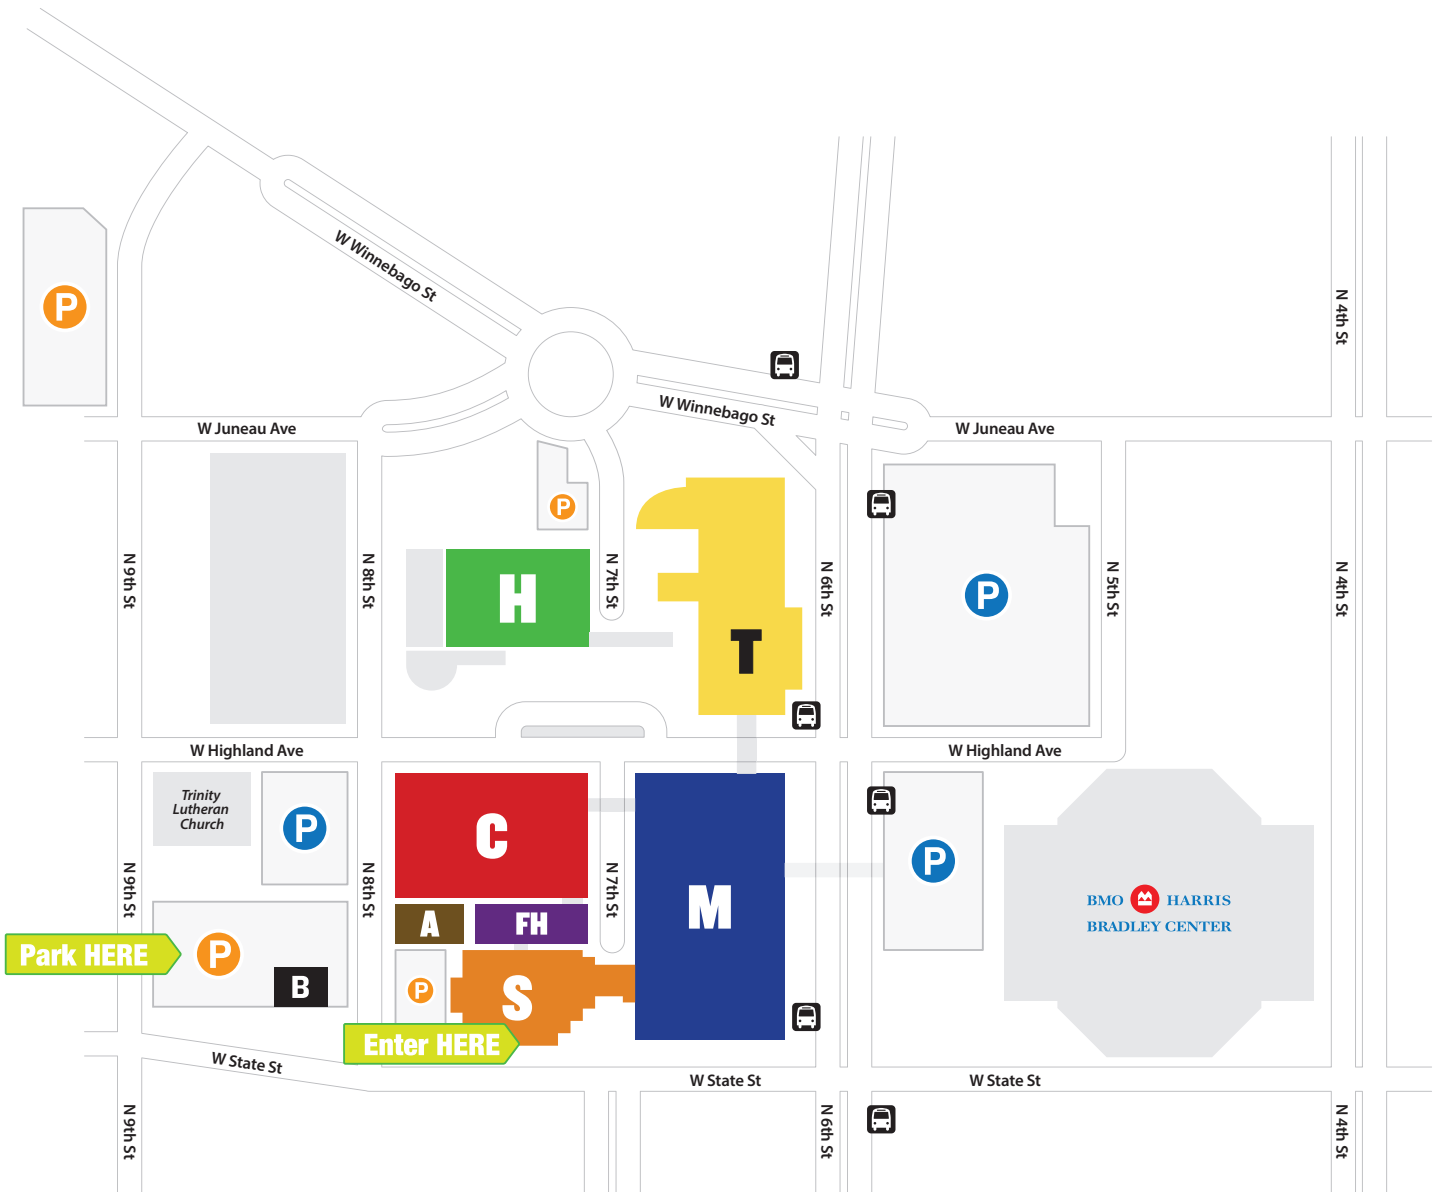 W Winnebago St
N 4th St
P
W Winnebago St
W Juneau Ave
W Juneau Ave
P
N 9th St
N 8th St
H
N 7th St
T
N 6th St
P
N 5th St
N 4th St
W Highland Ave
W Highland Ave
Trinity
Lutheran
Church
P
C
P
N 9th St
N 8th St
N 7th St
M
BMO HARRIS
BRADLEY CENTER
A
FH
Park HERE
P
B
P
S
Enter HERE
W State St
W State St
W State St
N 9th St
N 6th St
N 4th St